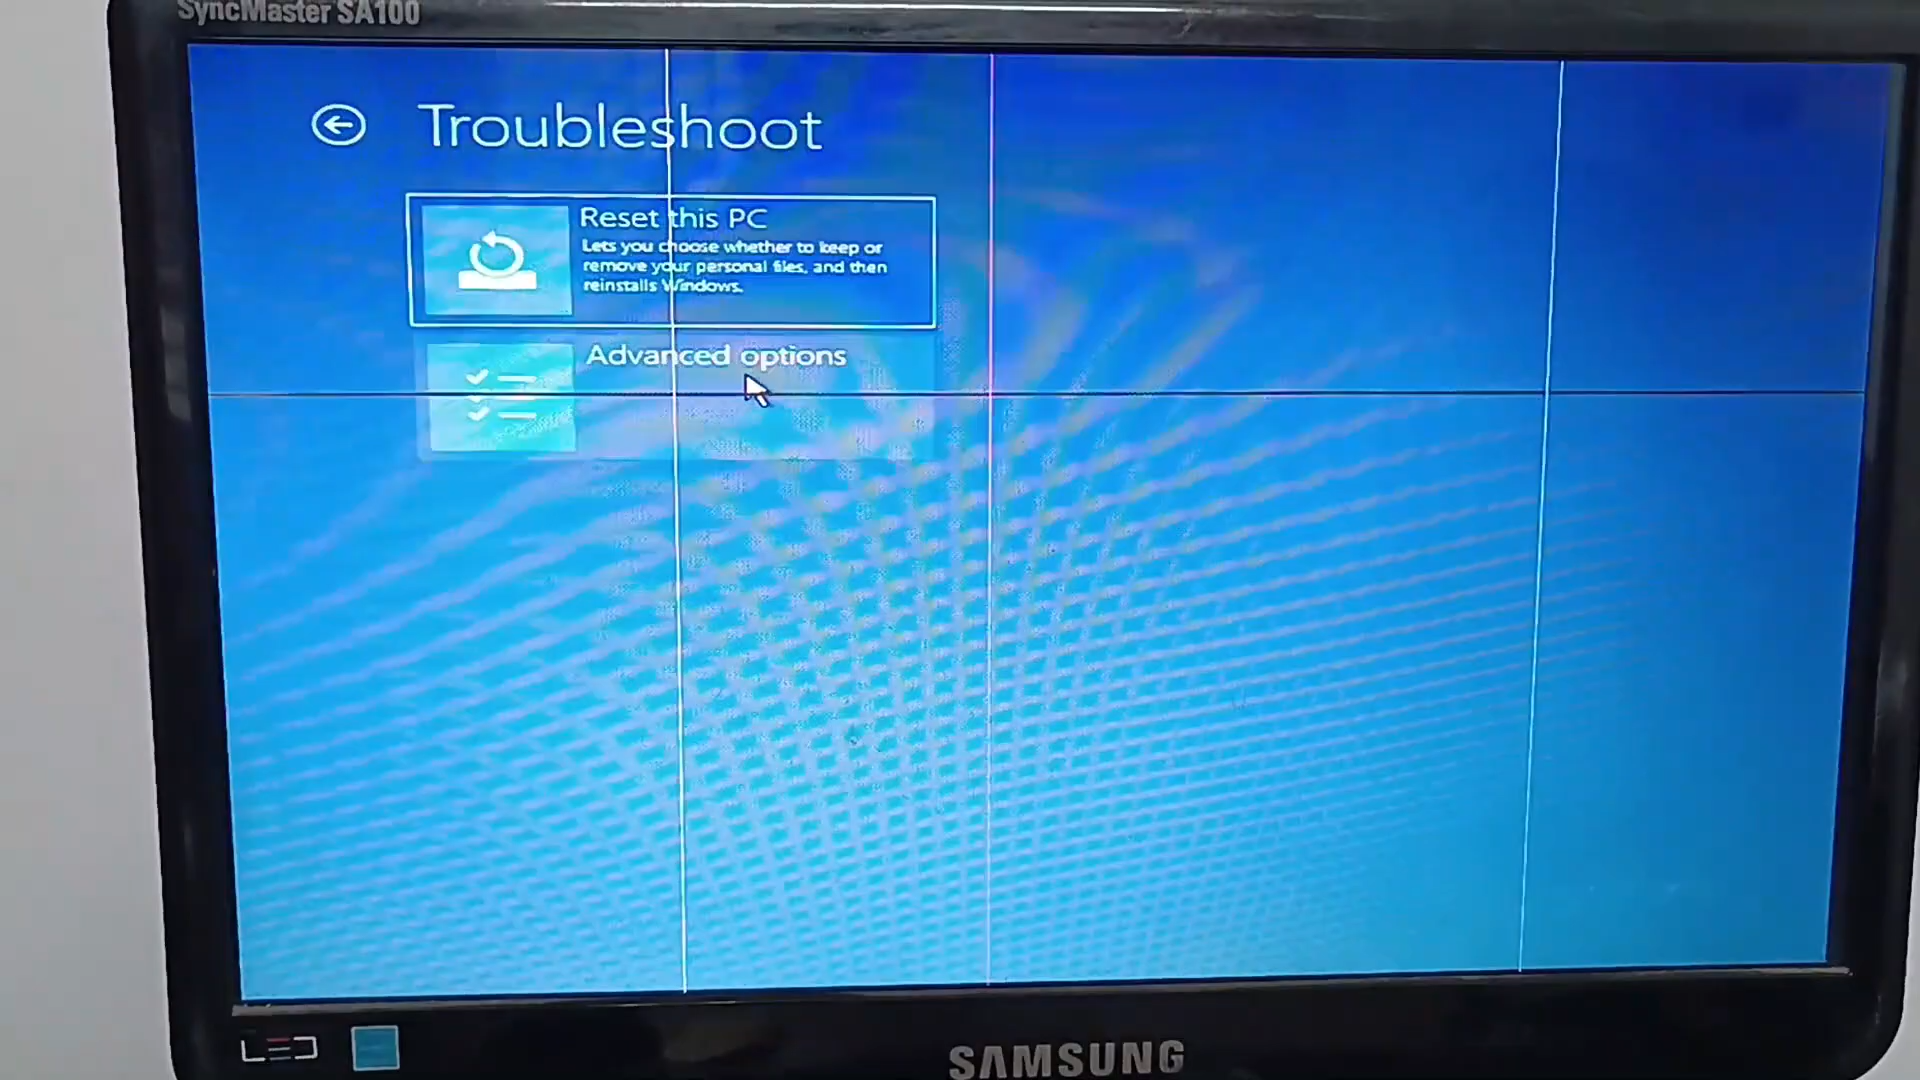 SyncMaster SA100
Troubleshoot
Reset this PC
Lets you choose whether to keep or
remove your personal files, and then
reinstalls Windows.
Advanced options
LED
SAMSUNG